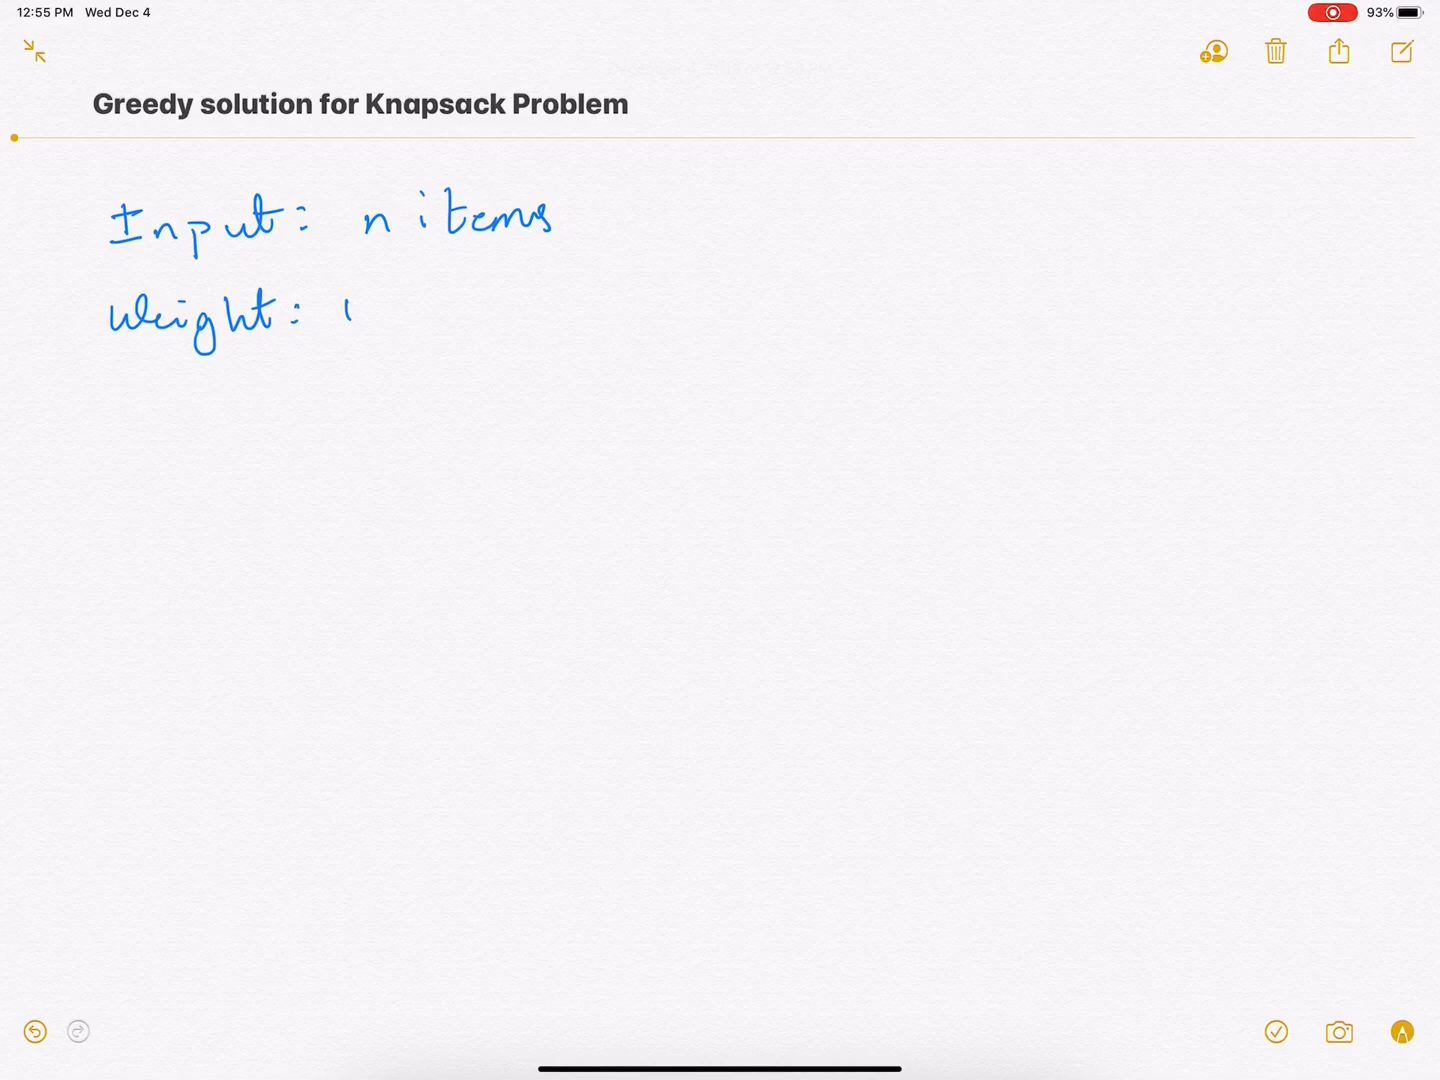 12:55 PM Wed Dec 4 93%
Greedy solution for Knapsack Problem
Input: n items
Weight: